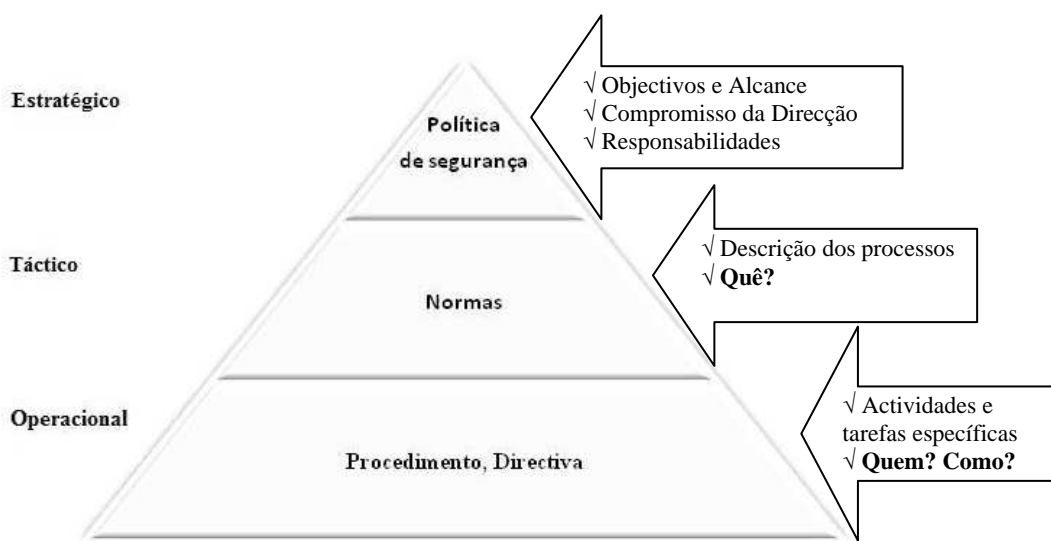 Estratégico
Política
de segurança
√ Objectivos e Alcance
√ Compromisso da Direcção
√ Responsabilidades
Táctico
Normas
√ Descrição dos processos
√ Quê?
Operacional
Procedimento, Directiva
√ Actividades e
tarefas específicas
√ Quem? Como?